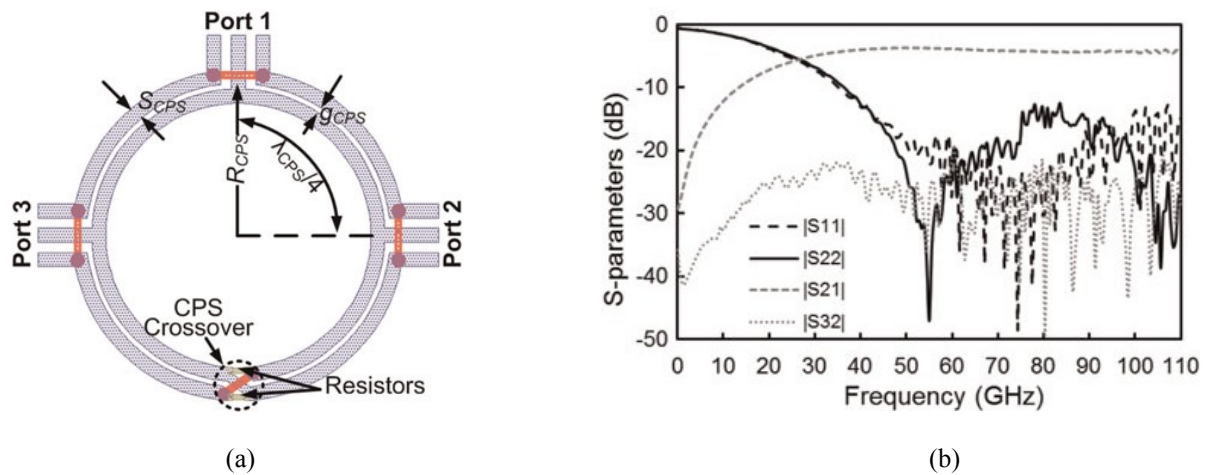 Port 1
S_CPS
g_CPS
R_CPS
λ_CPS/4
Port 3
Port 2
CPS
Crossover
Resistors
(a)
S-parameters (dB)
0
-10
-20
-30
-40
-50
|S11|
|S22|
|S21|
|S32|
0 10 20 30 40 50 60 70 80 90 100 110
Frequency (GHz)
(b)